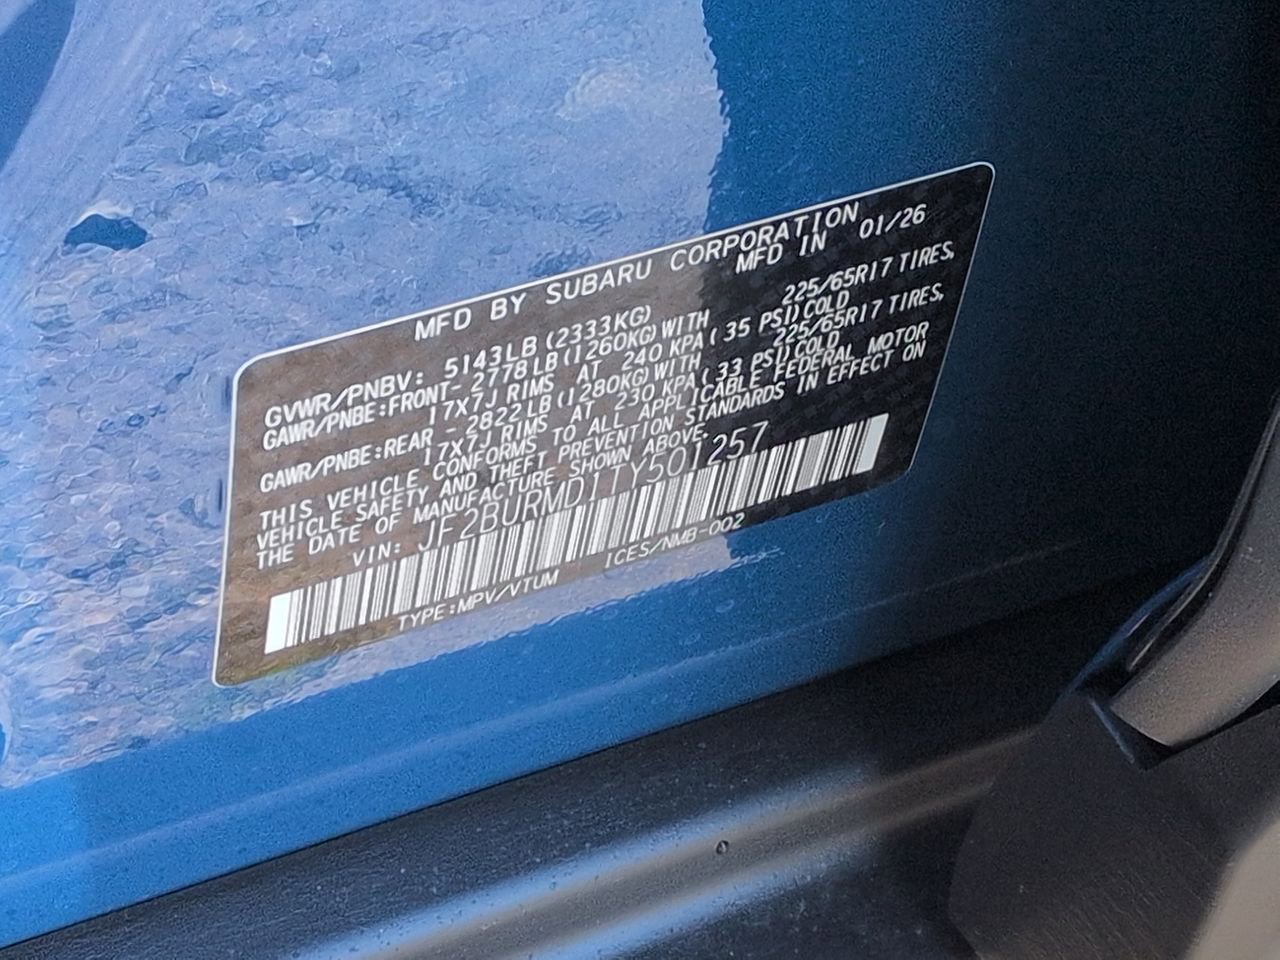 MFD BY SUBARU CORPORATION
MFD IN 01/26
GVWR/PNBV: 5143LB(2333KG)
GAWR/PNBE:FRONT-2778LB(1260KG)WITH 225/65R17 TIRES,
17X7J RIMS AT 240 KPA(35 PSI)COLD
GAWR/PNBE:REAR -2822LB(1280KG)WITH 225/65R17 TIRES,
17X7J RIMS AT 230 KPA(33 PSI)COLD
THIS VEHICLE CONFORMS TO ALL APPLICABLE FEDERAL MOTOR
VEHICLE SAFETY AND THEFT PREVENTION STANDARDS IN EFFECT ON
THE DATE OF MANUFACTURE SHOWN ABOVE.
VIN: JF2BURMD1TY501257
TYPE:MPV/VTUM ICES/NMB-002